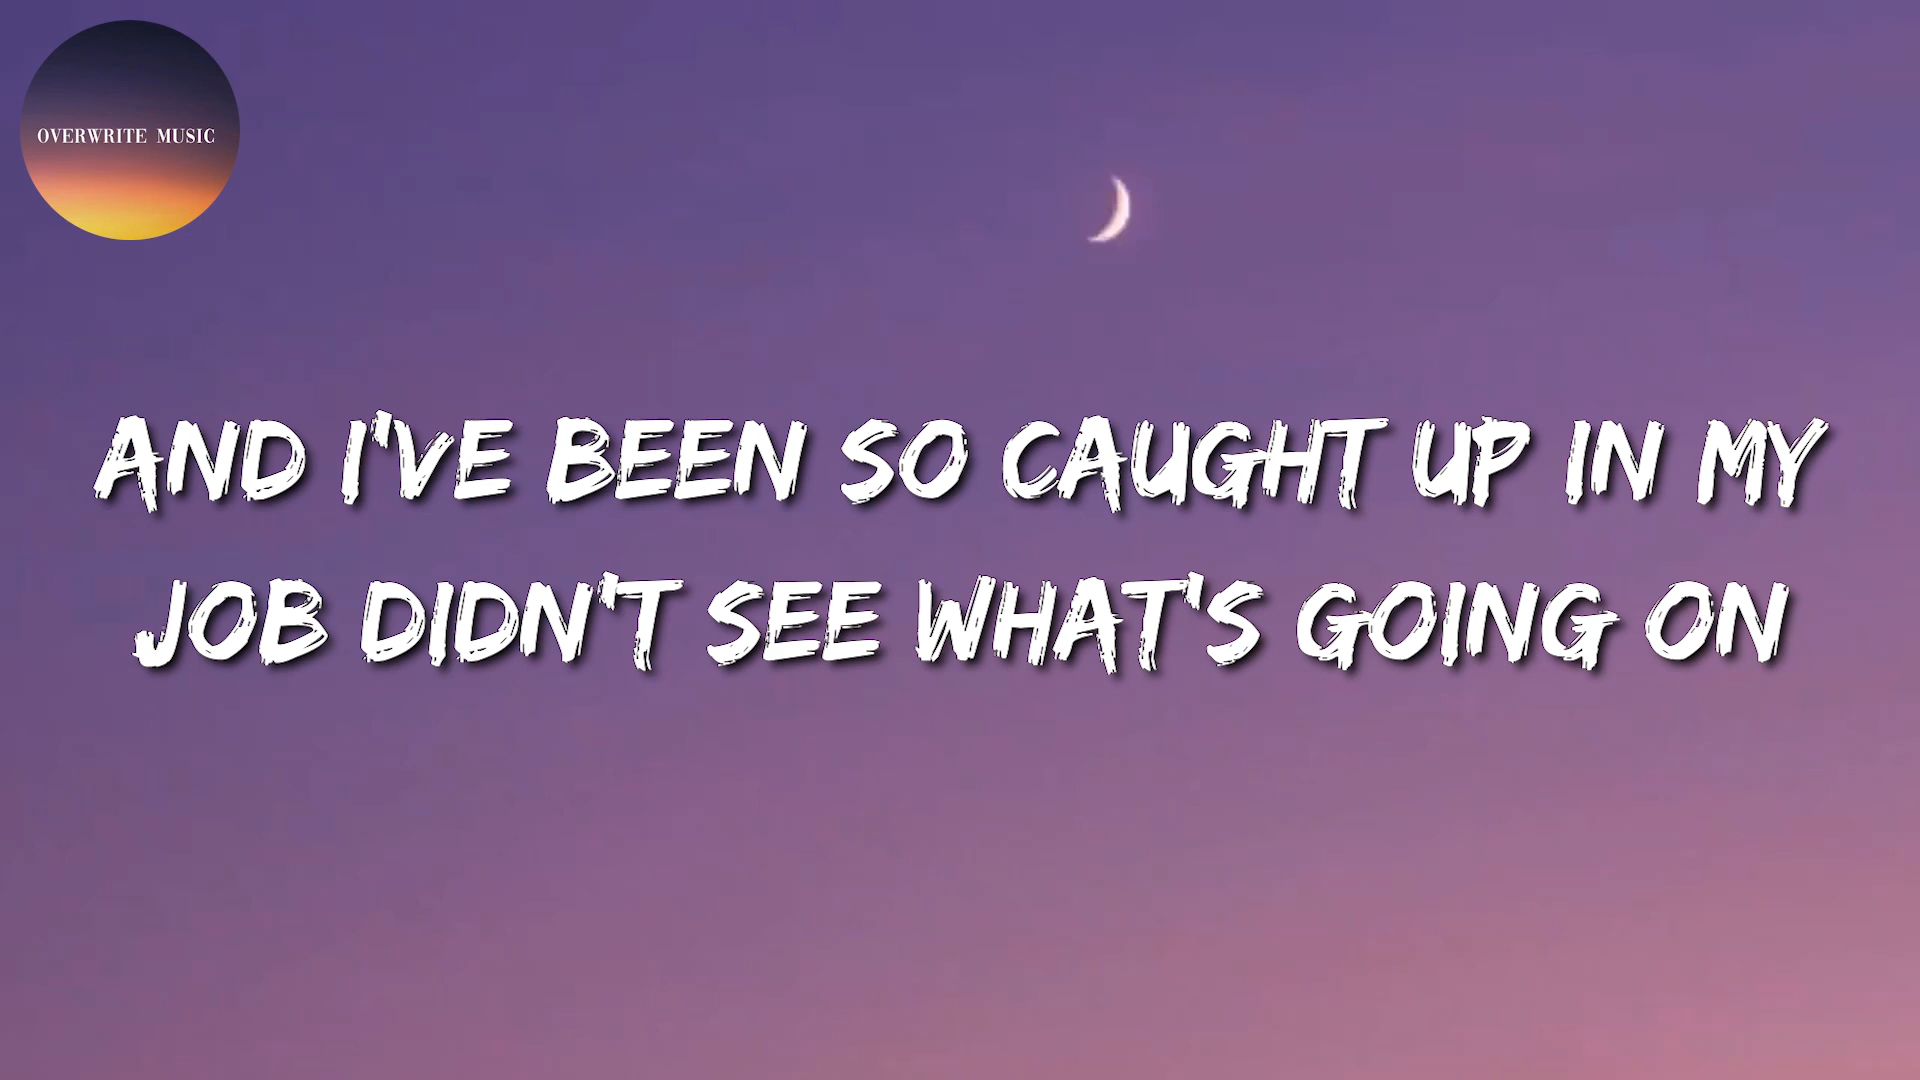 OVERWRITE MUSIC
AND I'VE BEEN SO CAUGHT UP IN MY
JOB DIDN'T SEE WHAT'S GOING ON